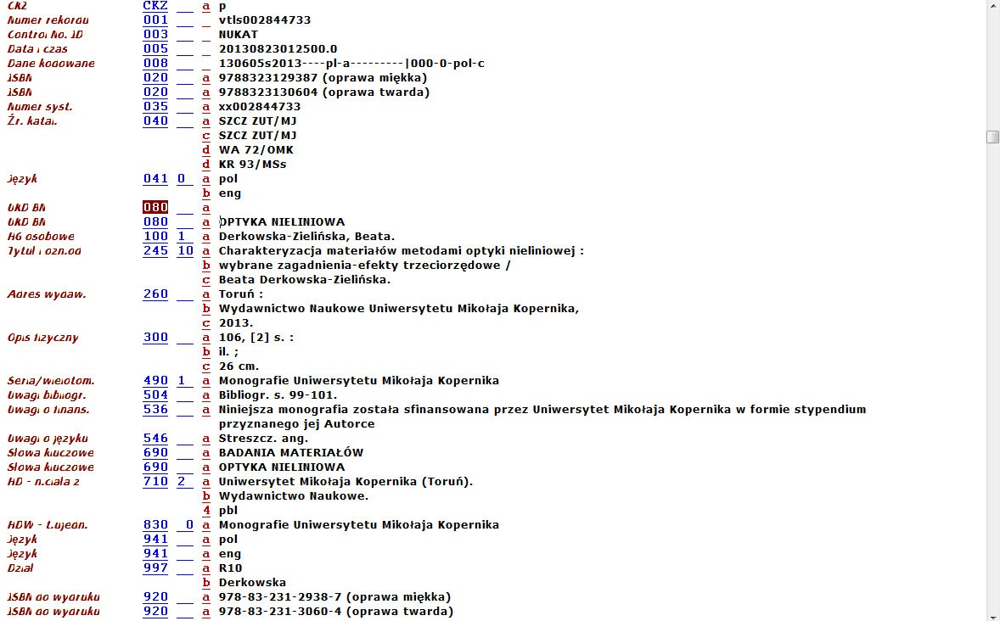 CKZ CKZ a p
Numer rekordu 001 vtls002844733
Control No. ID 003 NUKAT
Data i czas 005 20130823012500.0
Dane kodowane 008 130605s2013----pl-a---------|000-0-pol-c
ISBN 020 a 9788323129387 (oprawa miękka)
ISBN 020 a 9788323130604 (oprawa twarda)
Numer syst. 035 a xx002844733
Źr. katal. 040 a SZCZ ZUT/MJ
c SZCZ ZUT/MJ
d WA 72/OMK
d KR 93/MSs
Język 041 0 a pol
b eng
UKD BN 080 a
UKD BN 080 a OPTYKA NIELINIOWA
HG osobowe 100 1 a Derkowska-Zielińska, Beata.
Tytuł i ozn.od 245 10 a Charakteryzacja materiałów metodami optyki nieliniowej :
b wybrane zagadnienia-efekty trzeciorzędowe /
c Beata Derkowska-Zielińska.
Adres wydaw. 260 a Toruń :
b Wydawnictwo Naukowe Uniwersytetu Mikołaja Kopernika,
c 2013.
Opis fizyczny 300 a 106, [2] s. :
b il. ;
c 26 cm.
Seria/wielotom. 490 1 a Monografie Uniwersytetu Mikołaja Kopernika
Uwagi bibliogr. 504 a Bibliogr. s. 99-101.
Uwagi o finans. 536 a Niniejsza monografia została sfinansowana przez Uniwersytet Mikołaja Kopernika w formie stypendium
przyznanego jej Autorce
Uwagi o języku 546 a Streszcz. ang.
Słowa kluczowe 690 a BADANIA MATERIAŁÓW
Słowa kluczowe 690 a OPTYKA NIELINIOWA
HD - n.ciała z 710 2 a Uniwersytet Mikołaja Kopernika (Toruń).
b Wydawnictwo Naukowe.
4 pbl
HDW - t.ujedn. 830 0 a Monografie Uniwersytetu Mikołaja Kopernika
Język 941 a pol
Język 941 a eng
Dział 997 a R10
b Derkowska
ISBN do wydruku 920 a 978-83-231-2938-7 (oprawa miękka)
ISBN do wydruku 920 a 978-83-231-3060-4 (oprawa twarda)